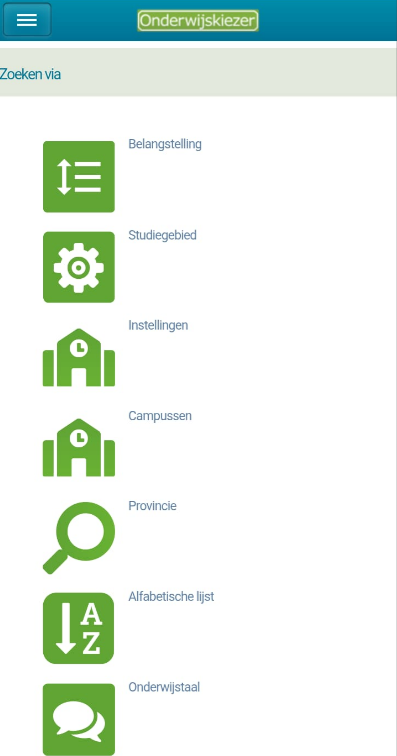 Onderwijskiezer
Zoeken via
Belangstelling
Studiegebied
Instellingen
Campussen
Provincie
Alfabetische lijst
A
Z
Onderwijstaal